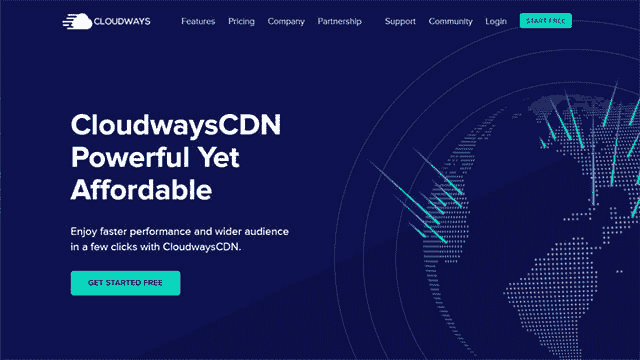 CLOUDWAYS Features Pricing Company Partnership Support Community Login START FREE
CloudwaysCDN
Powerful Yet
Affordable
Enjoy faster performance and wider audience
in a few clicks with CloudwaysCDN.
GET STARTED FREE